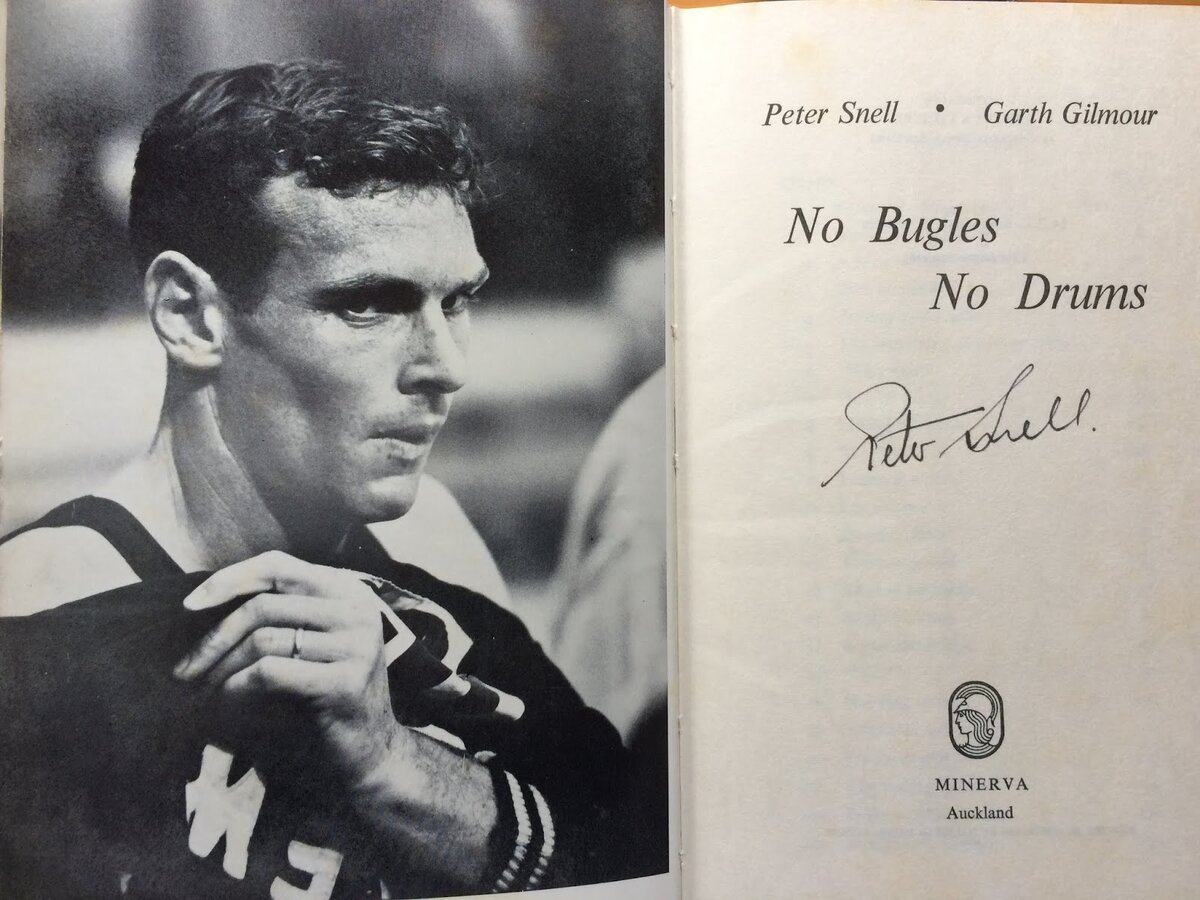 Peter Snell • Garth Gilmour
No Bugles
No Drums
Peter Snell.
MINERVA
Auckland